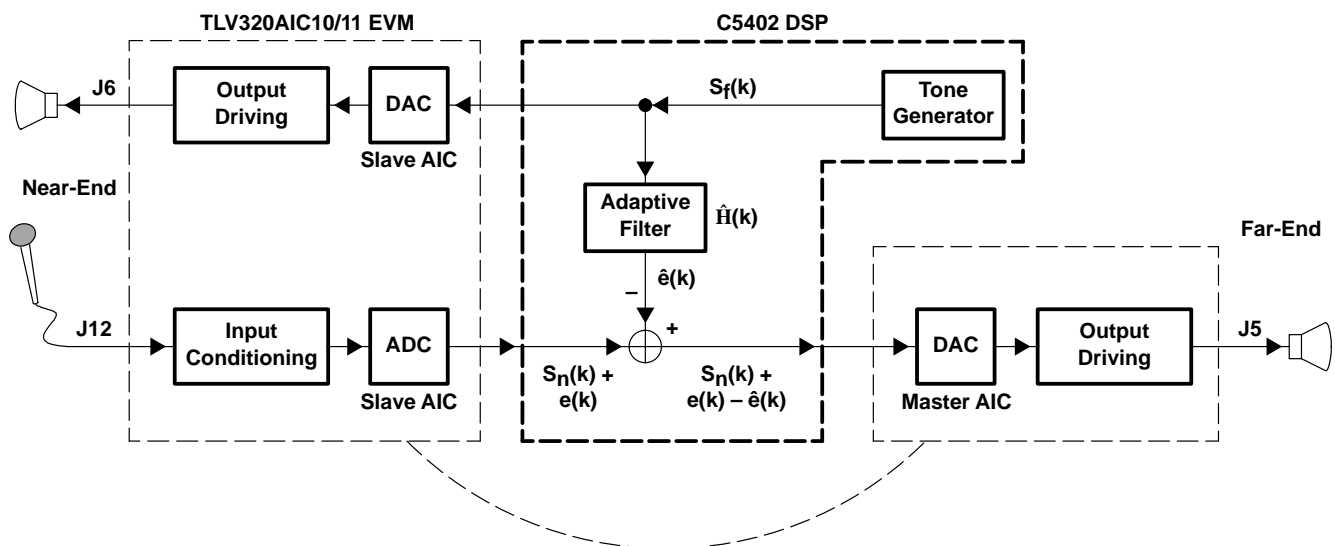 TLV320AIC10/11 EVM
C5402 DSP
J6
Output
Driving
DAC
Slave AIC
Sf(k)
Tone
Generator
Near-End
Adaptive
Filter
Ĥ(k)
Far-End
ê(k)
–
+
J12
Input
Conditioning
ADC
Slave AIC
Sn(k) +
e(k)
Sn(k) +
e(k) – ê(k)
DAC
Master AIC
Output
Driving
J5